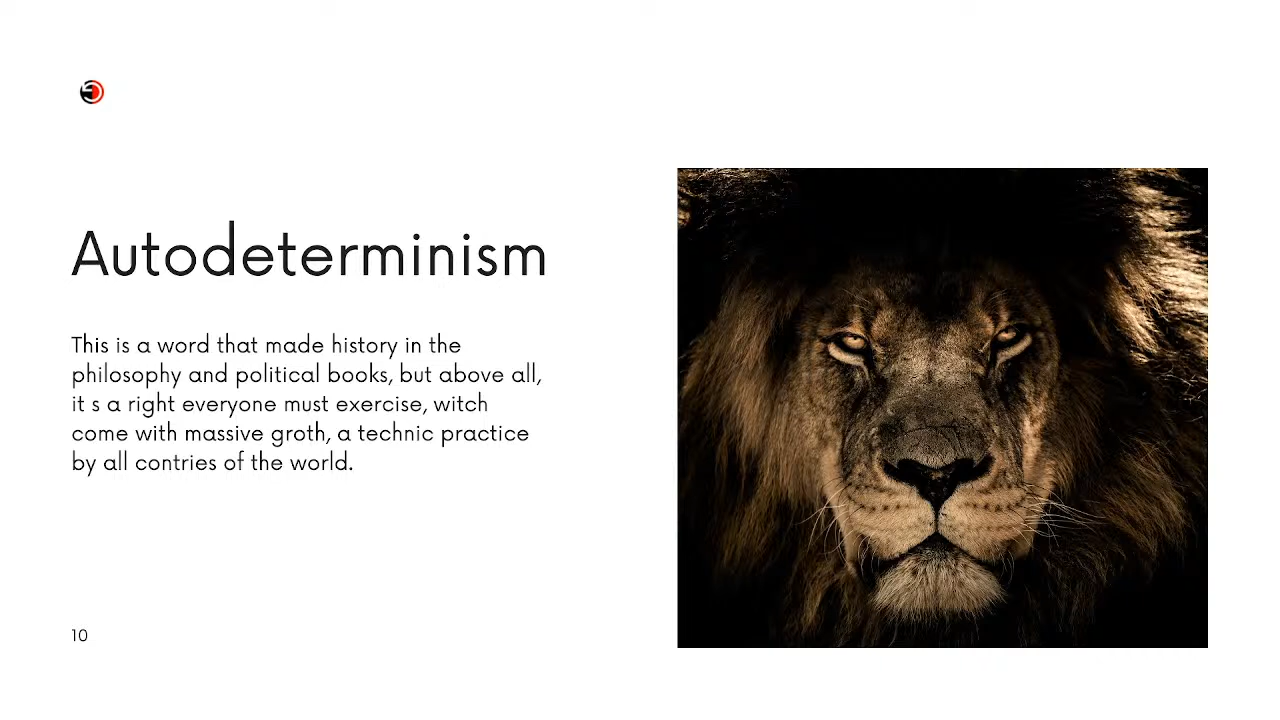 Autodeterminism
This is a word that made history in the
philosophy and political books, but above all,
it s a right everyone must exercise, witch
come with massive groth, a technic practice
by all contries of the world.
10